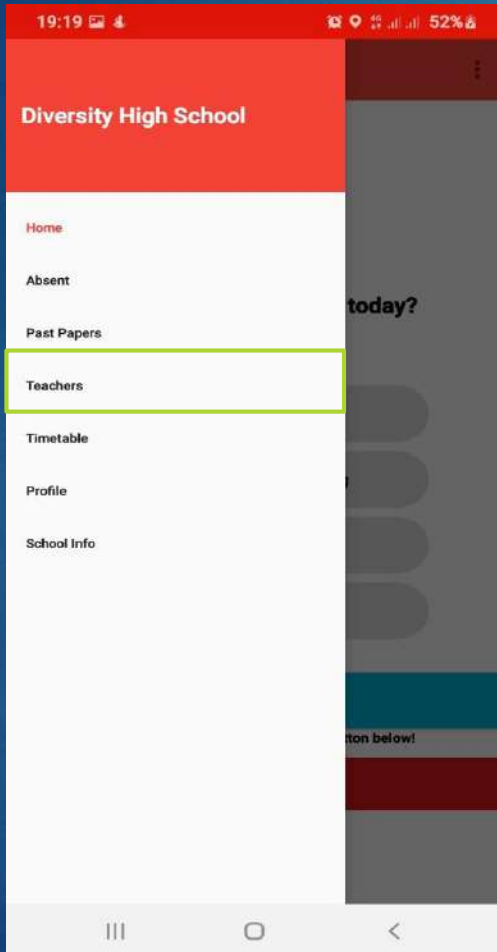 19:19 52%
Diversity High School
Home
Absent
today?
Past Papers
Teachers
Timetable
Profile
School Info
tton below!